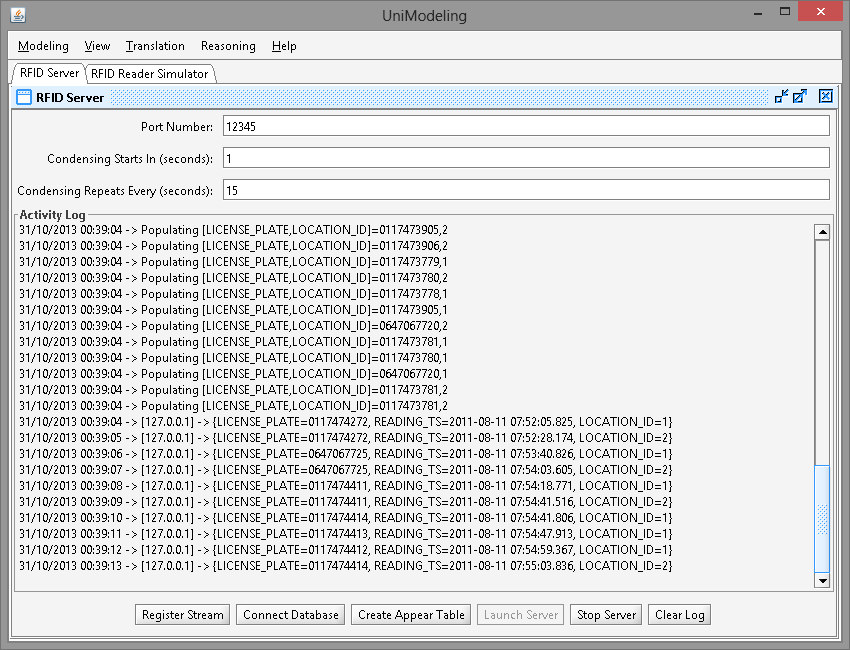 UniModeling
Modeling View Translation Reasoning Help
RFID Server RFID Reader Simulator
RFID Server
Port Number: 12345
Condensing Starts In (seconds): 1
Condensing Repeats Every (seconds): 15
Activity Log
31/10/2013 00:39:04 -> Populating [LICENSE_PLATE,LOCATION_ID]=0117473905,2
31/10/2013 00:39:04 -> Populating [LICENSE_PLATE,LOCATION_ID]=0117473906,2
31/10/2013 00:39:04 -> Populating [LICENSE_PLATE,LOCATION_ID]=0117473779,1
31/10/2013 00:39:04 -> Populating [LICENSE_PLATE,LOCATION_ID]=0117473780,2
31/10/2013 00:39:04 -> Populating [LICENSE_PLATE,LOCATION_ID]=0117473778,1
31/10/2013 00:39:04 -> Populating [LICENSE_PLATE,LOCATION_ID]=0117473905,1
31/10/2013 00:39:04 -> Populating [LICENSE_PLATE,LOCATION_ID]=0647067720,2
31/10/2013 00:39:04 -> Populating [LICENSE_PLATE,LOCATION_ID]=0117473781,1
31/10/2013 00:39:04 -> Populating [LICENSE_PLATE,LOCATION_ID]=0117473780,1
31/10/2013 00:39:04 -> Populating [LICENSE_PLATE,LOCATION_ID]=0647067720,1
31/10/2013 00:39:04 -> Populating [LICENSE_PLATE,LOCATION_ID]=0117473781,2
31/10/2013 00:39:04 -> Populating [LICENSE_PLATE,LOCATION_ID]=0117473781,2
31/10/2013 00:39:04 -> [127.0.0.1] -> {LICENSE_PLATE=0117474272, READING_TS=2011-08-11 07:52:05.825, LOCATION_ID=1}
31/10/2013 00:39:05 -> [127.0.0.1] -> {LICENSE_PLATE=0117474272, READING_TS=2011-08-11 07:52:28.174, LOCATION_ID=2}
31/10/2013 00:39:06 -> [127.0.0.1] -> {LICENSE_PLATE=0647067725, READING_TS=2011-08-11 07:53:40.826, LOCATION_ID=1}
31/10/2013 00:39:07 -> [127.0.0.1] -> {LICENSE_PLATE=0647067725, READING_TS=2011-08-11 07:54:03.605, LOCATION_ID=2}
31/10/2013 00:39:08 -> [127.0.0.1] -> {LICENSE_PLATE=0117474411, READING_TS=2011-08-11 07:54:18.771, LOCATION_ID=1}
31/10/2013 00:39:09 -> [127.0.0.1] -> {LICENSE_PLATE=0117474411, READING_TS=2011-08-11 07:54:41.516, LOCATION_ID=2}
31/10/2013 00:39:10 -> [127.0.0.1] -> {LICENSE_PLATE=0117474414, READING_TS=2011-08-11 07:54:41.806, LOCATION_ID=1}
31/10/2013 00:39:11 -> [127.0.0.1] -> {LICENSE_PLATE=0117474413, READING_TS=2011-08-11 07:54:47.913, LOCATION_ID=1}
31/10/2013 00:39:12 -> [127.0.0.1] -> {LICENSE_PLATE=0117474412, READING_TS=2011-08-11 07:54:59.367, LOCATION_ID=1}
31/10/2013 00:39:13 -> [127.0.0.1] -> {LICENSE_PLATE=0117474414, READING_TS=2011-08-11 07:55:03.836, LOCATION_ID=2}
Register Stream Connect Database Create Appear Table Launch Server Stop Server Clear Log